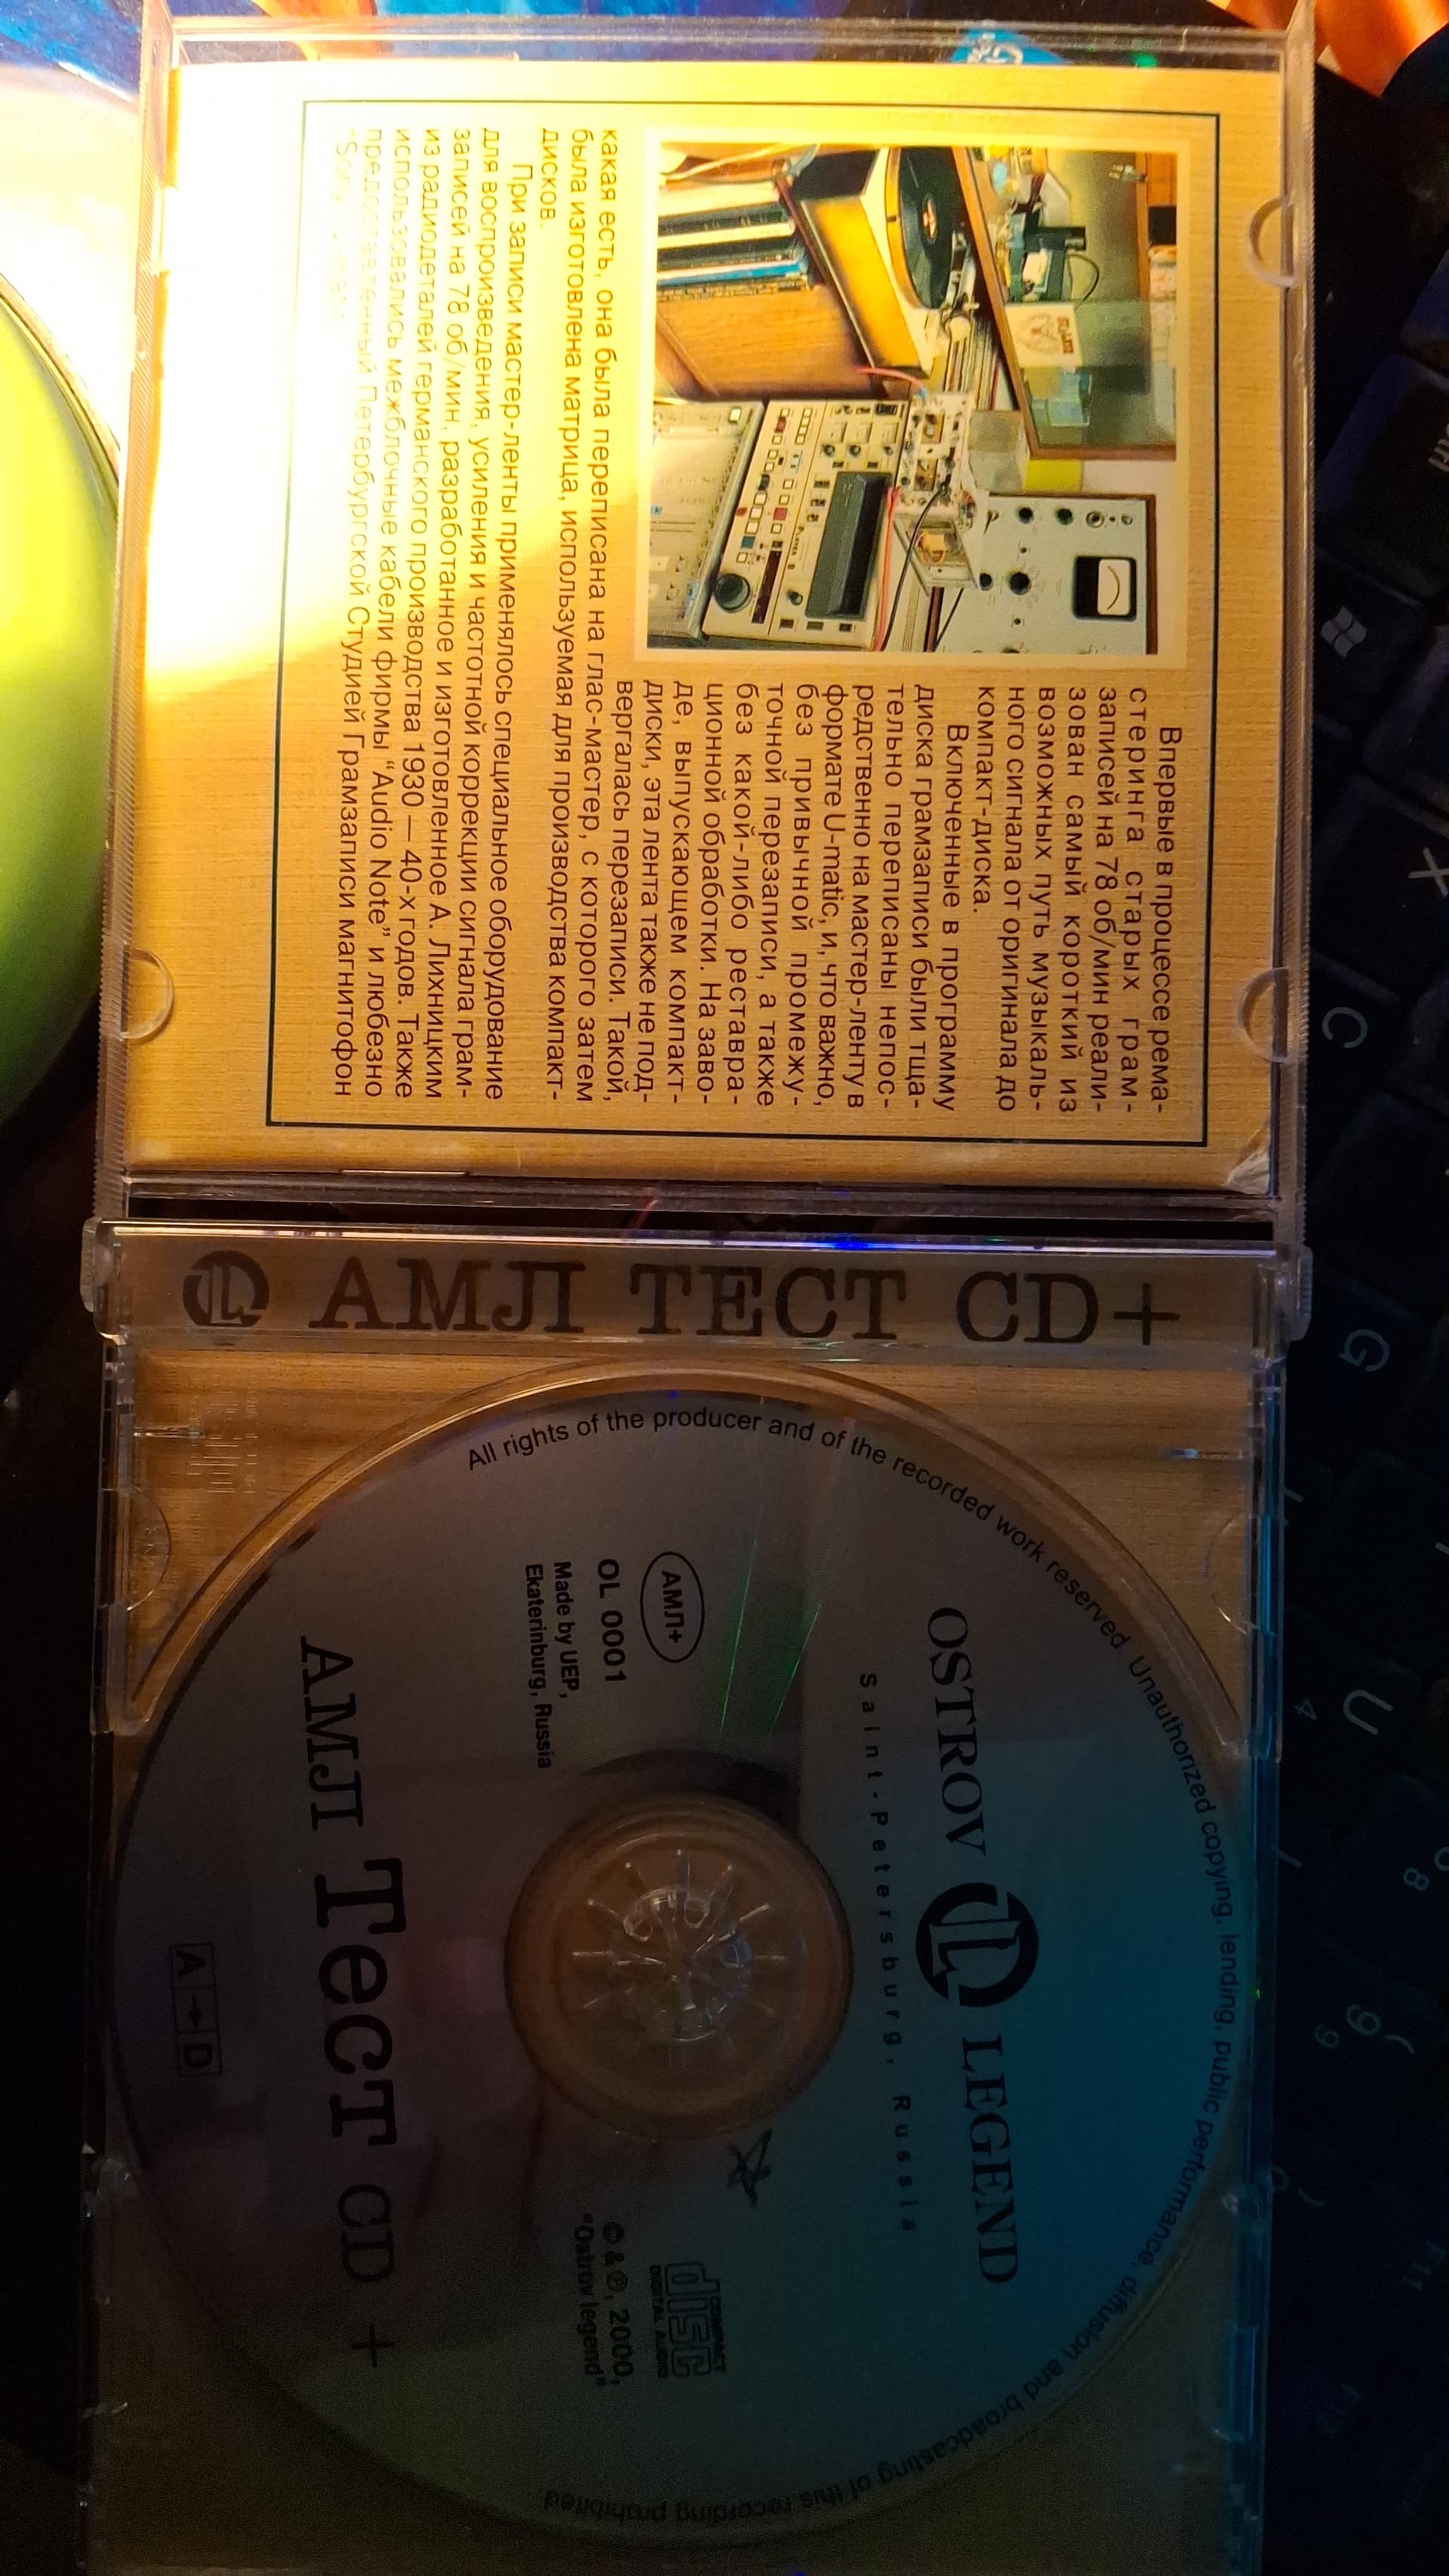 Впервые в процессе рема-
стеринга старых грам-
записей на 78 об/мин реали-
зован самый короткий из
возможных путь музыкаль-
ного сигнала от оригинала до
компакт-диска.
Включенные в программу
диска грамзаписи были тща-
тельно переписаны непос-
редственно на мастер-ленту в
формате U-matic, и, что важно,
без привычной промежу-
точной перезаписи, а также
без какой-либо реставра-
ционной обработки. На заво-
де, выпускающем компакт-
диски, эта лента также не под-
вергалась перезаписи. Такой,
какая есть, она была переписана на глас-мастер, с которого затем
была изготовлена матрица, используемая для производства компакт-
дисков.
При записи мастер-ленты применялось специальное оборудование
для воспроизведения, усиления и частотной коррекции сигнала грам-
записей на 78 об/мин, разработанное и изготовленное А. Лихницким
из радиодеталей германского производства 1930 — 40-х годов. Также
использовались межблочные кабели фирмы “Audio Note” и любезно
предоставленный Петербургской Студией Грамзаписи магнитофон
АМЛ ТЕСТ CD+
All rights of the producer and of the recorded work reserved. Unauthorized copying, lending, public performance, diffusion and broadcasting of this recording prohibited.
OSTROV LEGEND
Saint-Petersburg, Russia
АМЛ+
OL 0001
Made by UEP,
Ekaterinburg, Russia
COMPACT
disc
DIGITAL AUDIO
© & ℗, 2000,
"Ostrov legend"
АМЛ Тест CD +
A→D
U
C
G
X
8
9
9